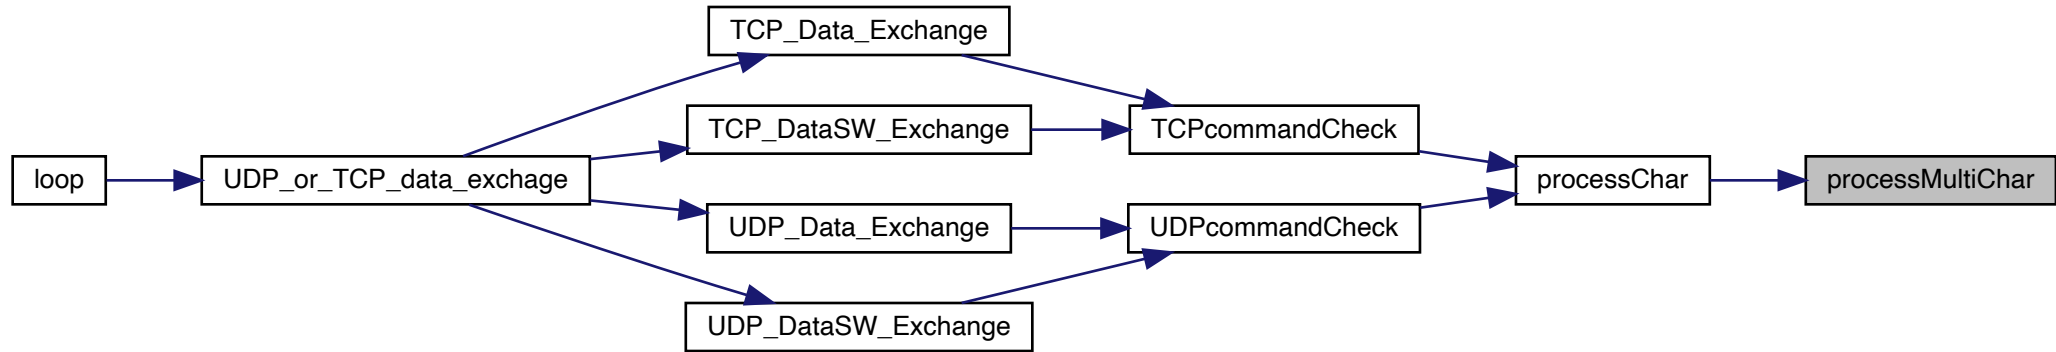 TCP_Data_Exchange
TCP_DataSW_Exchange
TCPcommandCheck
loop
UDP_or_TCP_data_exchage
processChar
processMultiChar
UDP_Data_Exchange
UDPcommandCheck
UDP_DataSW_Exchange